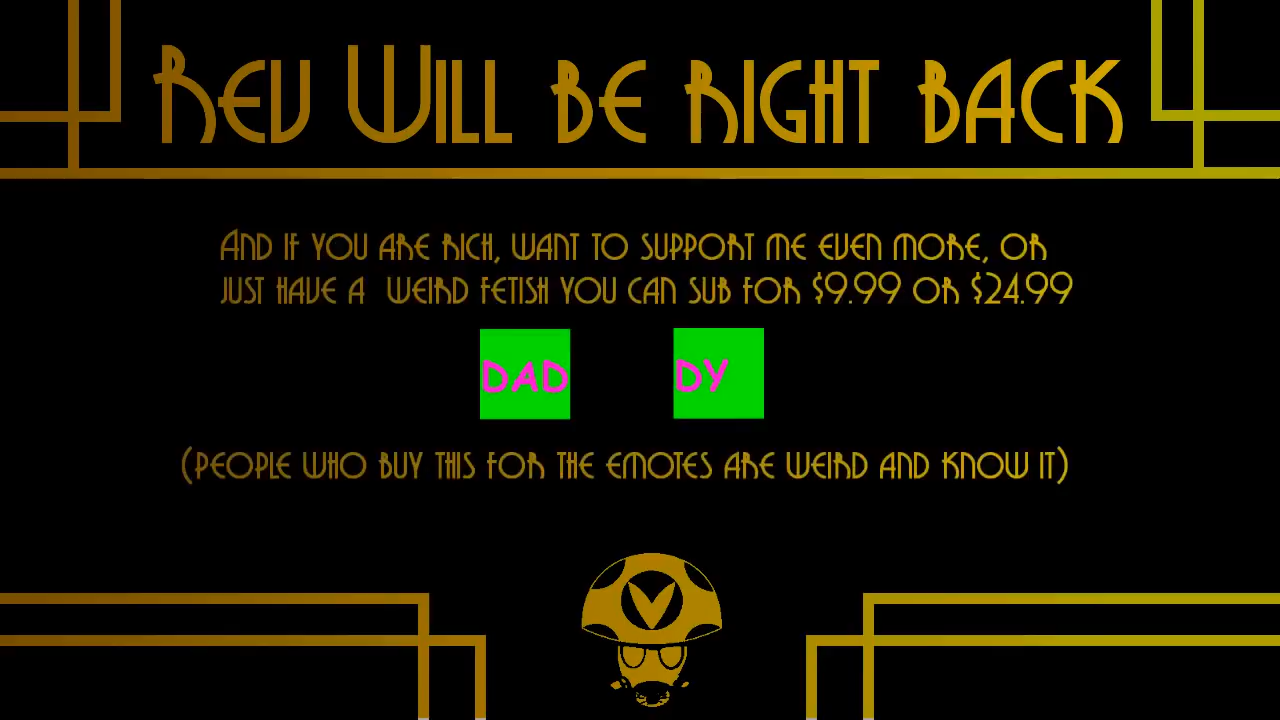 Rev Will be right back
And if you are rich, want to support me even more, or
just have a weird fetish you can sub for $9.99 or $24.99
DAD DY
(people who buy this for the emotes are weird and know it)